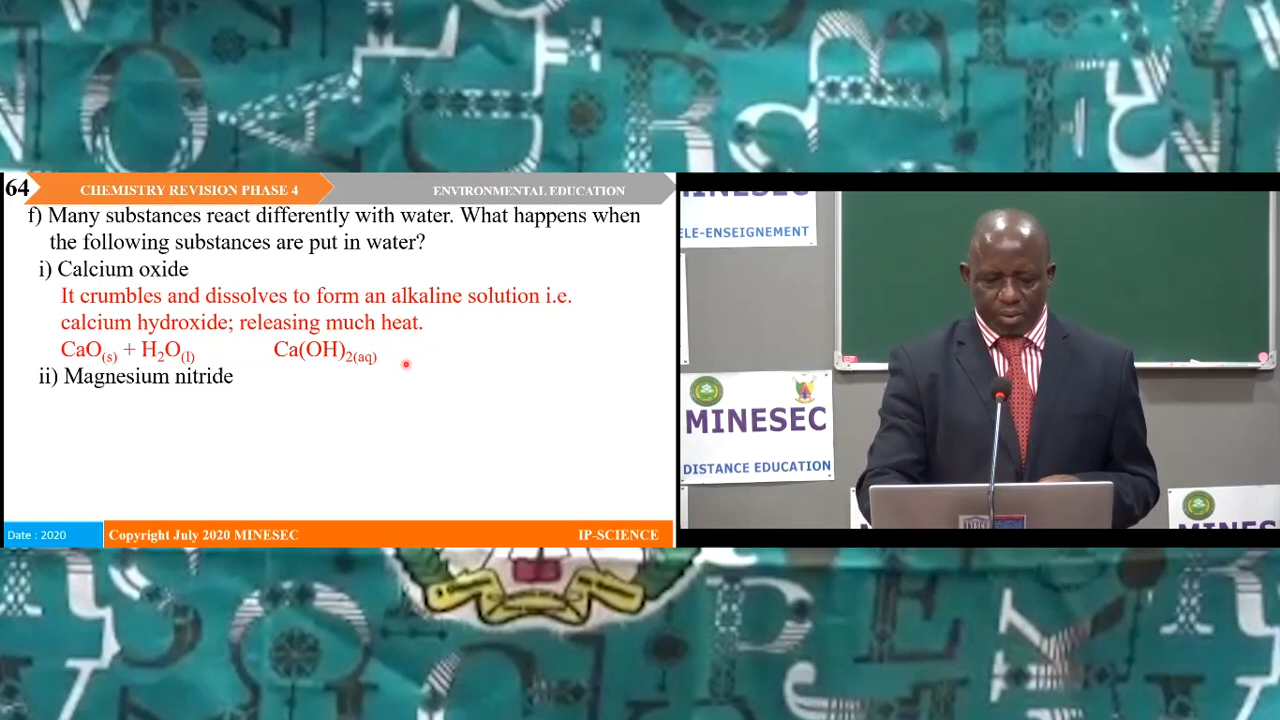 64
CHEMISTRY REVISION PHASE 4
ENVIRONMENTAL EDUCATION
f) Many substances react differently with water. What happens when
the following substances are put in water?
i) Calcium oxide
It crumbles and dissolves to form an alkaline solution i.e.
calcium hydroxide; releasing much heat.
CaO(s) + H2O(l) Ca(OH)2(aq)
ii) Magnesium nitride
Date : 2020
Copyright July 2020 MINESEC
IP-SCIENCE
ELE-ENSEIGNEMENT
MINESEC
DISTANCE EDUCATION